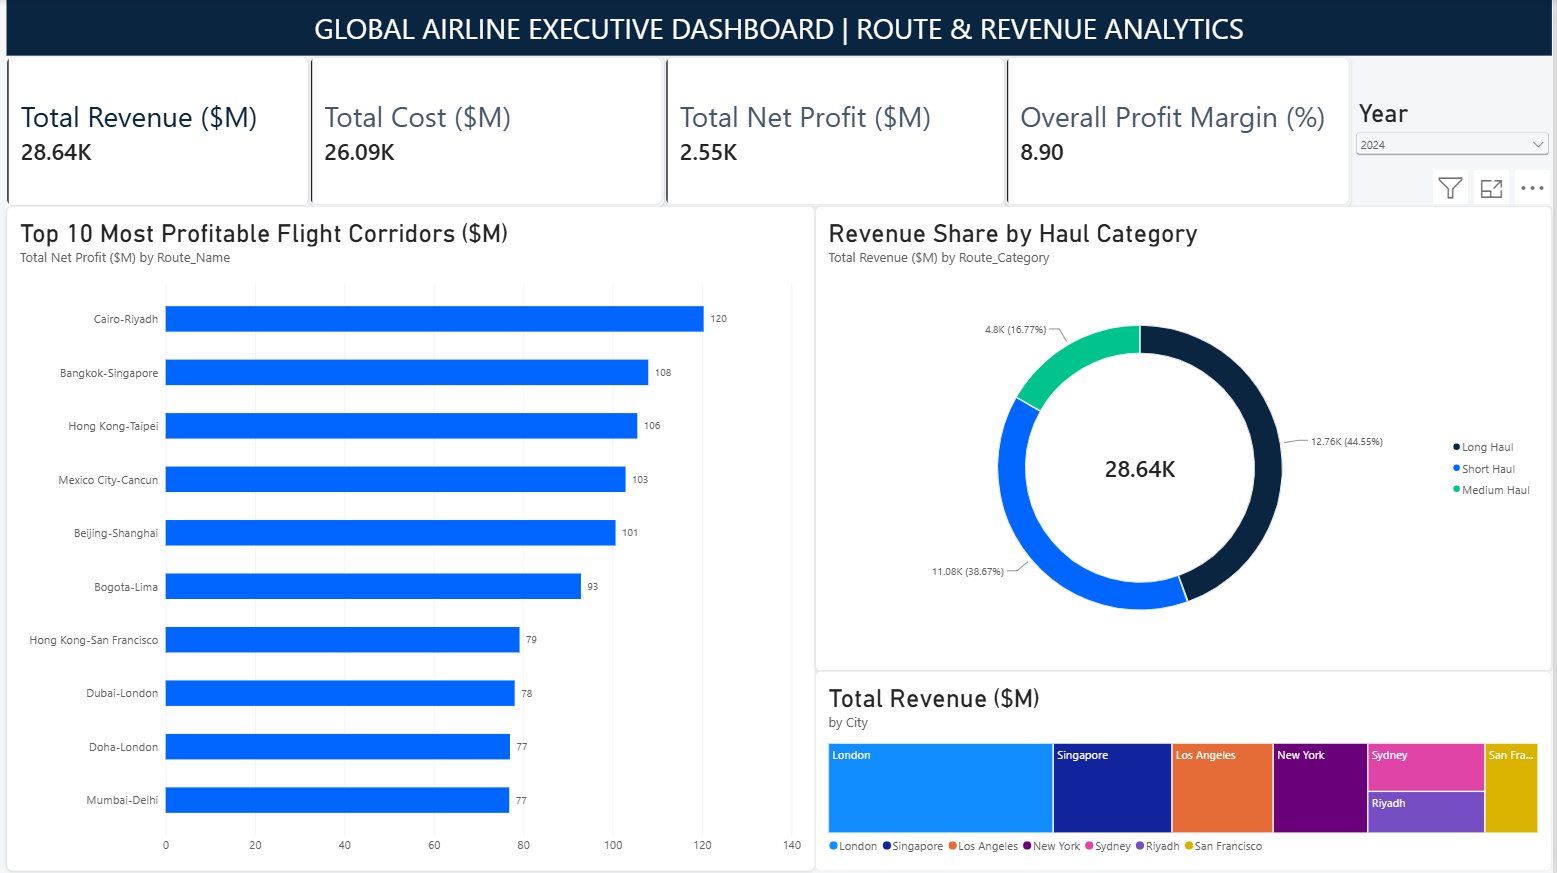 GLOBAL AIRLINE EXECUTIVE DASHBOARD | ROUTE & REVENUE ANALYTICS
Total Revenue ($M)
28.64K
Total Cost ($M)
26.09K
Total Net Profit ($M)
2.55K
Overall Profit Margin (%)
8.90
Year
2024
Top 10 Most Profitable Flight Corridors ($M)
Total Net Profit ($M) by Route_Name
Cairo-Riyadh
120
Bangkok-Singapore
108
Hong Kong-Taipei
106
Mexico City-Cancun
103
Beijing-Shanghai
101
Bogota-Lima
93
Hong Kong-San Francisco
79
Dubai-London
78
Doha-London
77
Mumbai-Delhi
77
0 20 40 60 80 100 120 140
Revenue Share by Haul Category
Total Revenue ($M) by Route_Category
4.8K (16.77%)
12.76K (44.55%)
28.64K
11.08K (38.67%)
Long Haul
Short Haul
Medium Haul
Total Revenue ($M)
by City
London
Singapore
Los Angeles
New York
Sydney
Riyadh
San Fra...
London Singapore Los Angeles New York Sydney Riyadh San Francisco